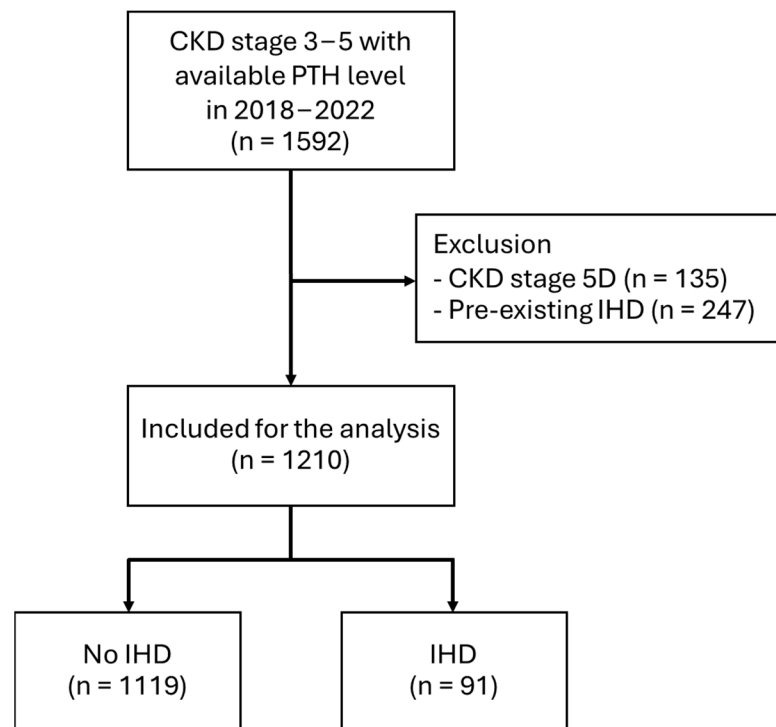 CKD stage 3–5 with
available PTH level
in 2018–2022
(n = 1592)
Exclusion
- CKD stage 5D (n = 135)
- Pre-existing IHD (n = 247)
Included for the analysis
(n = 1210)
No IHD
(n = 1119)
IHD
(n = 91)